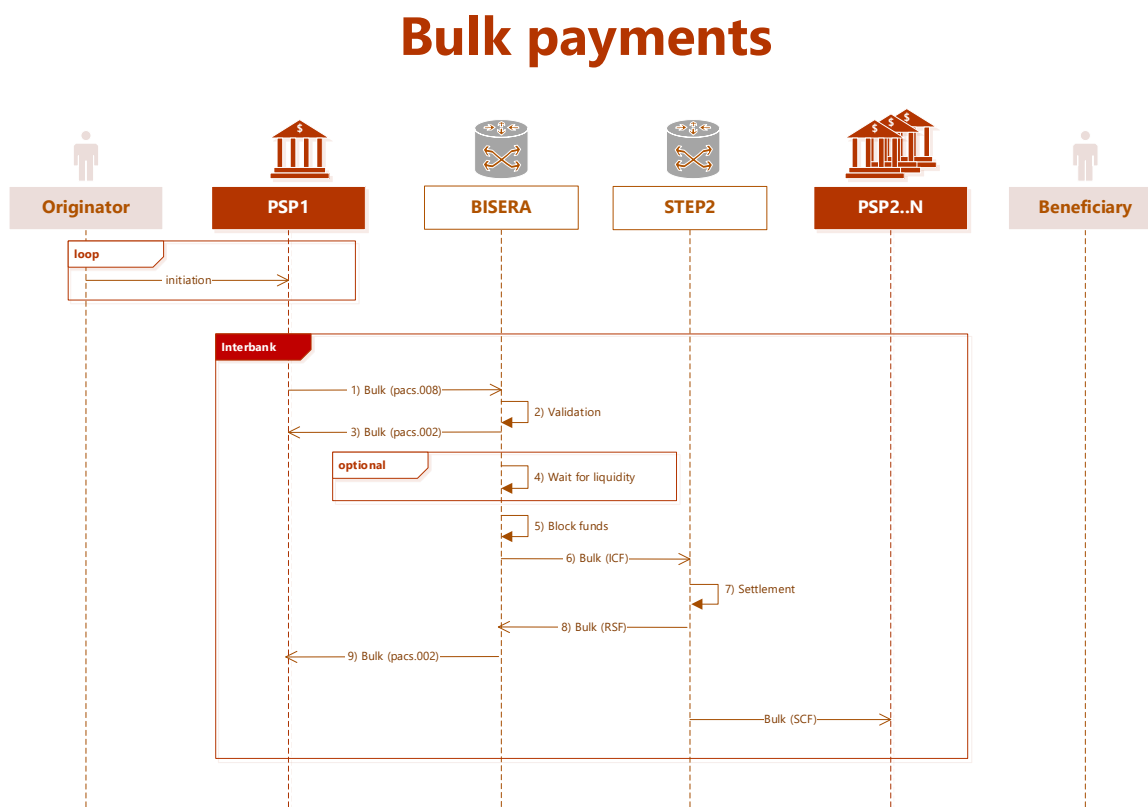 Bulk payments
$
$ $ $
Originator
PSP1
BISERA
STEP2
PSP2..N
Beneficiary
loop
initiation
Interbank
1) Bulk (pacs.008)
2) Validation
3) Bulk (pacs.002)
optional
4) Wait for liquidity
5) Block funds
6) Bulk (ICF)
7) Settlement
8) Bulk (RSF)
9) Bulk (pacs.002)
Bulk (SCF)